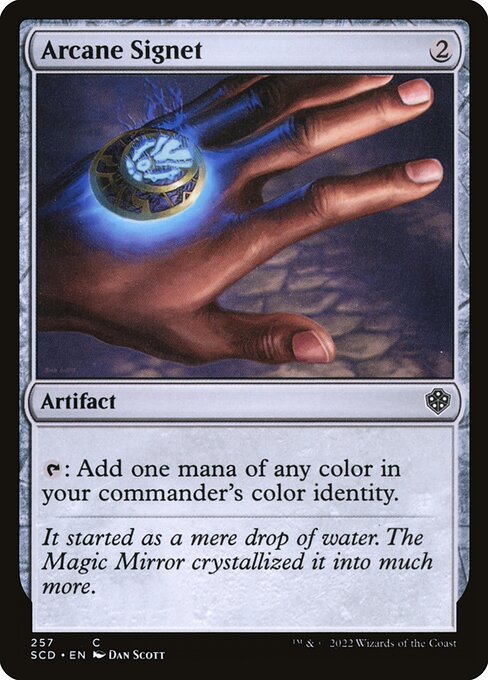 Arcane Signet 2
Artifact
: Add one mana of any color in
your commander's color identity.
It started as a mere drop of water. The
Magic Mirror crystallized it into much
more.
257 C
SCD • EN Dan Scott
™ & © 2022 Wizards of the Coast